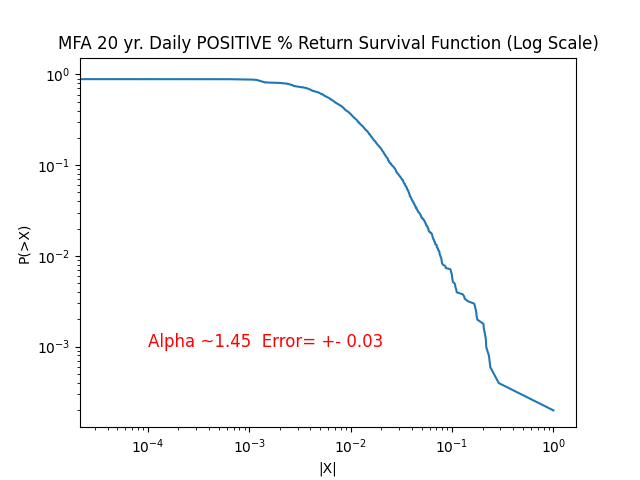 MFA 20 yr. Daily POSITIVE % Return Survival Function (Log Scale)
10⁰
10⁻¹
P(>X)
10⁻²
10⁻³
Alpha ~1.45  Error= +- 0.03
10⁻⁴ 10⁻³ 10⁻² 10⁻¹ 10⁰
|X|